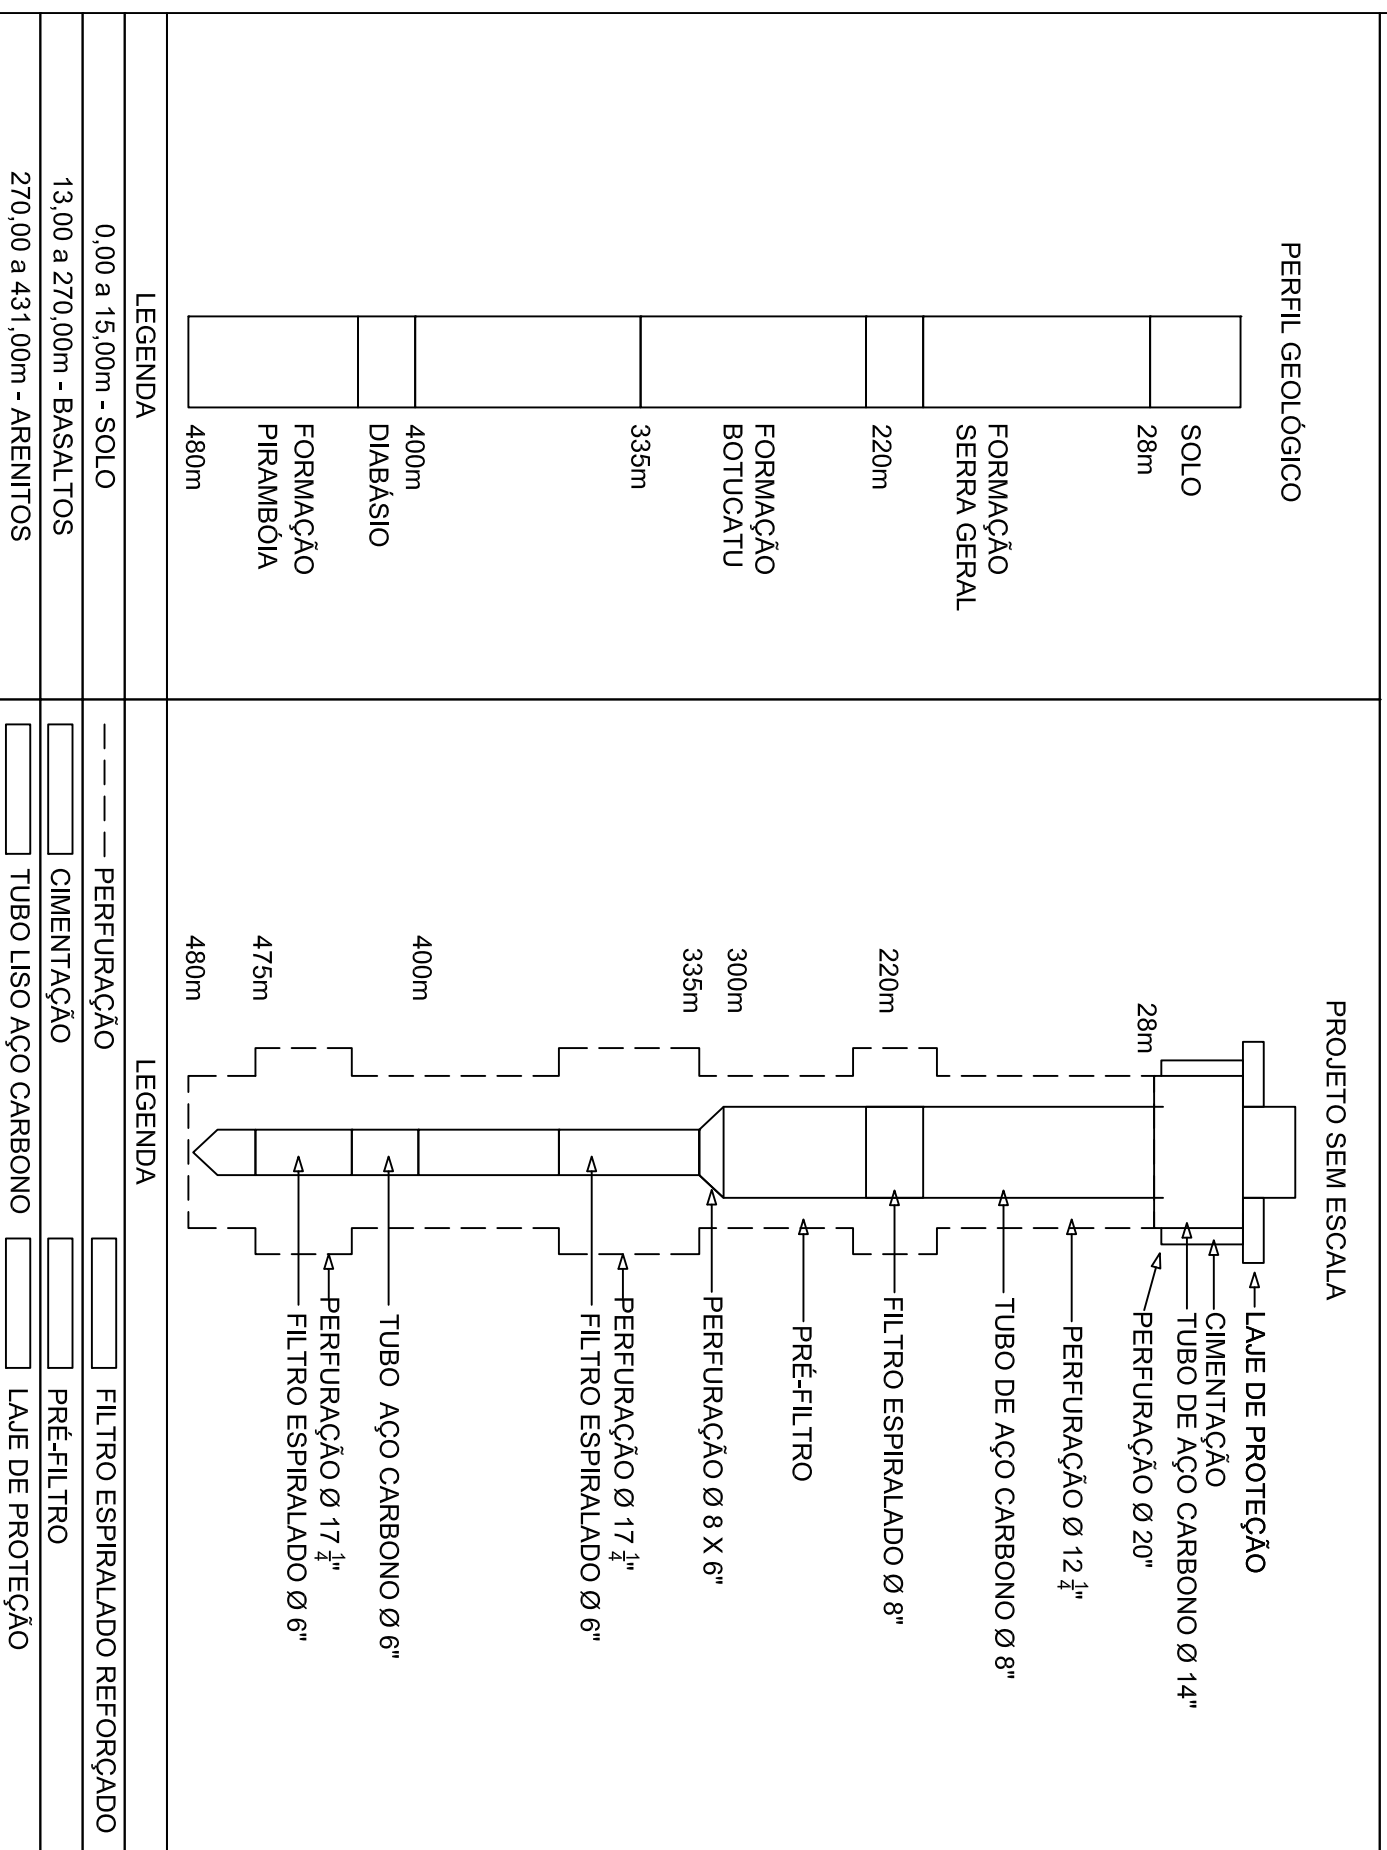 PERFIL GEOLÓGICO
SOLO
28m
FORMAÇÃO
SERRA GERAL
220m
FORMAÇÃO
BOTUCATU
335m
400m
DIABÁSIO
FORMAÇÃO
PIRAMBÓIA
480m
LEGENDA
0,00 a 15,00m - SOLO
13,00 a 270,00m - BASALTOS
270,00 a 431,00m - ARENITOS
PROJETO SEM ESCALA
28m
220m
300m
335m
400m
475m
480m
LAJE DE PROTEÇÃO
CIMENTAÇÃO
TUBO DE AÇO CARBONO Ø 14"
PERFURAÇÃO Ø 20"
PERFURAÇÃO Ø 12 1/4"
TUBO DE AÇO CARBONO Ø 8"
FILTRO ESPIRALADO Ø 8"
PRÉ-FILTRO
PERFURAÇÃO Ø 8 X 6"
PERFURAÇÃO Ø 17 1/4"
FILTRO ESPIRALADO Ø 6"
TUBO AÇO CARBONO Ø 6"
PERFURAÇÃO Ø 17 1/4"
FILTRO ESPIRALADO Ø 6"
LEGENDA
PERFURAÇÃO
FILTRO ESPIRALADO REFORÇADO
CIMENTAÇÃO
PRÉ-FILTRO
TUBO LISO AÇO CARBONO
LAJE DE PROTEÇÃO